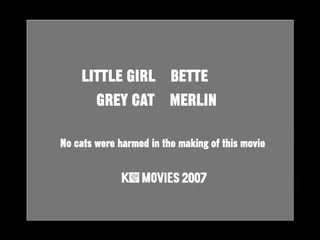 LITTLE GIRL BETTE
GREY CAT MERLIN
No cats were harmed in the making of this movie
MOVIES 2007